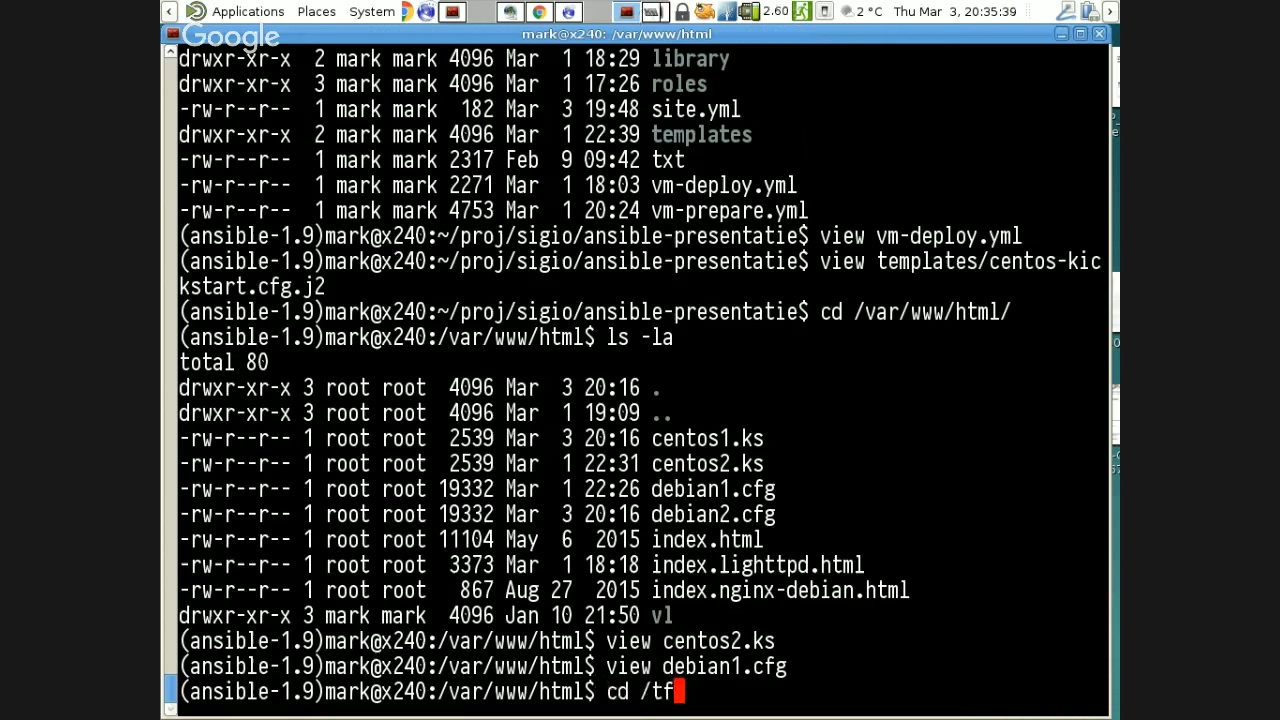 Applications Places System 2.60 2 °C Thu Mar 3, 20:35:39
Google
mark@x240: /var/www/html
drwxr-xr-x 2 mark mark 4096 Mar 1 18:29 library
drwxr-xr-x 3 mark mark 4096 Mar 1 17:26 roles
-rw-r--r-- 1 mark mark 182 Mar 3 19:48 site.yml
drwxr-xr-x 2 mark mark 4096 Mar 1 22:39 templates
-rw-r--r-- 1 mark mark 2317 Feb 9 09:42 txt
-rw-r--r-- 1 mark mark 2271 Mar 1 18:03 vm-deploy.yml
-rw-r--r-- 1 mark mark 4753 Mar 1 20:24 vm-prepare.yml
(ansible-1.9)mark@x240:~/proj/sigio/ansible-presentatie$ view vm-deploy.yml
(ansible-1.9)mark@x240:~/proj/sigio/ansible-presentatie$ view templates/centos-kic
kstart.cfg.j2
(ansible-1.9)mark@x240:~/proj/sigio/ansible-presentatie$ cd /var/www/html/
(ansible-1.9)mark@x240:/var/www/html$ ls -la
total 80
drwxr-xr-x 3 root root 4096 Mar 3 20:16 .
drwxr-xr-x 3 root root 4096 Mar 1 19:09 ..
-rw-r--r-- 1 root root 2539 Mar 3 20:16 centos1.ks
-rw-r--r-- 1 root root 2539 Mar 1 22:31 centos2.ks
-rw-r--r-- 1 root root 19332 Mar 1 22:26 debian1.cfg
-rw-r--r-- 1 root root 19332 Mar 3 20:16 debian2.cfg
-rw-r--r-- 1 root root 11104 May 6 2015 index.html
-rw-r--r-- 1 root root 3373 Mar 1 18:18 index.lighttpd.html
-rw-r--r-- 1 root root 867 Aug 27 2015 index.nginx-debian.html
drwxr-xr-x 3 mark mark 4096 Jan 10 21:50 vl
(ansible-1.9)mark@x240:/var/www/html$ view centos2.ks
(ansible-1.9)mark@x240:/var/www/html$ view debian1.cfg
(ansible-1.9)mark@x240:/var/www/html$ cd /tf